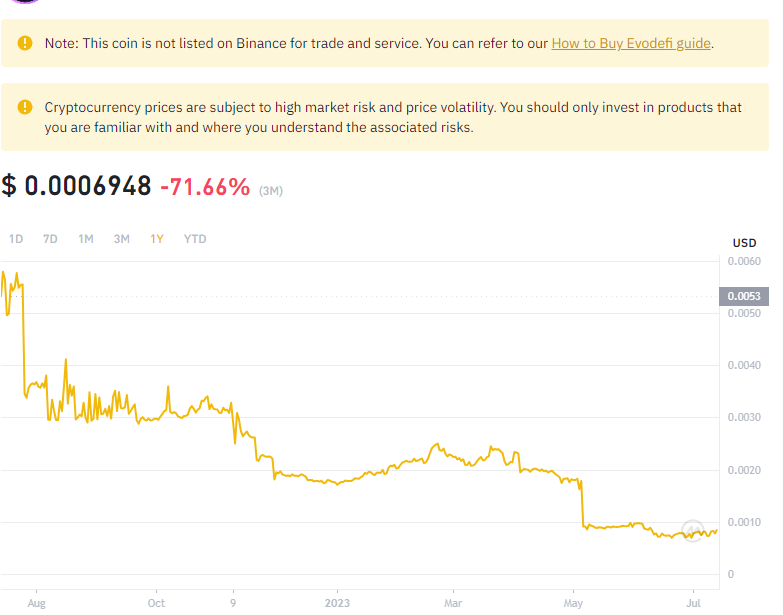 Note: This coin is not listed on Binance for trade and service. You can refer to our How to Buy Evodefi guide.
Cryptocurrency prices are subject to high market risk and price volatility. You should only invest in products that
you are familiar with and where you understand the associated risks.
$ 0.0006948 -71.66% (3M)
1D 7D 1M 3M 1Y YTD
USD
0.0060
0.0053
0.0050
0.0040
0.0030
0.0020
0.0010
0
Aug Oct 9 2023 Mar May Jul